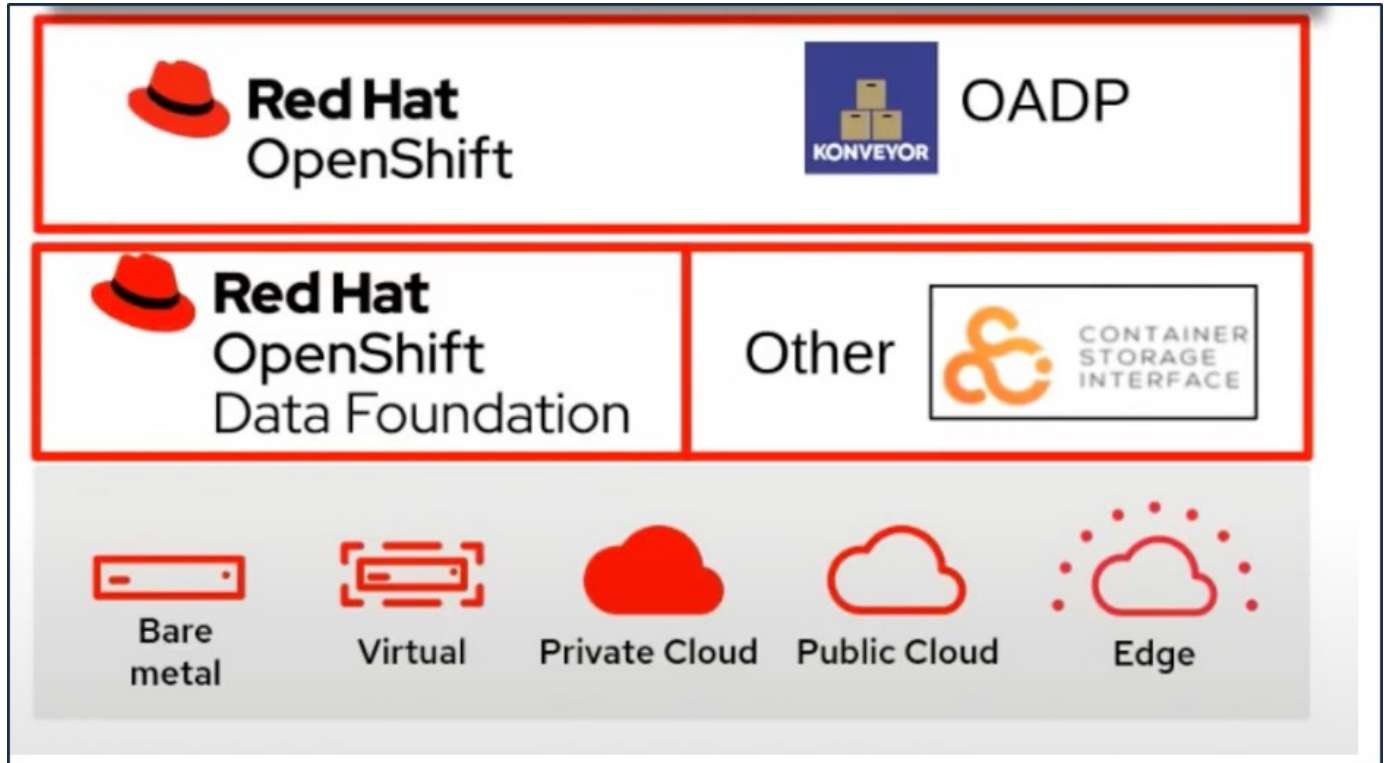 Red Hat
OpenShift
KONVEYOR
OADP
Red Hat
OpenShift
Data Foundation
Other
CONTAINER
STORAGE
INTERFACE
Bare
metal
Virtual
Private Cloud
Public Cloud
Edge